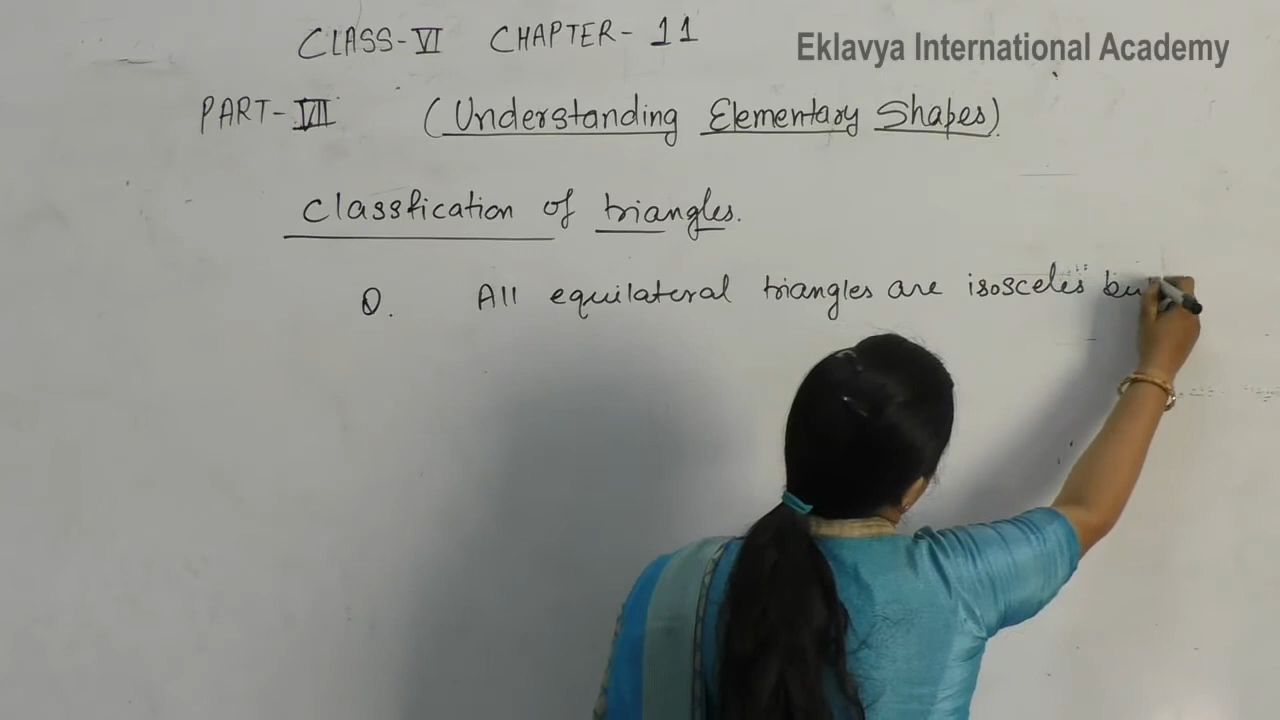 CLASS-VI CHAPTER-11
Eklavya International Academy
PART-VII (Understanding Elementary Shapes)
Classfication of triangles.
Q. All equilateral triangles are isosceles bu